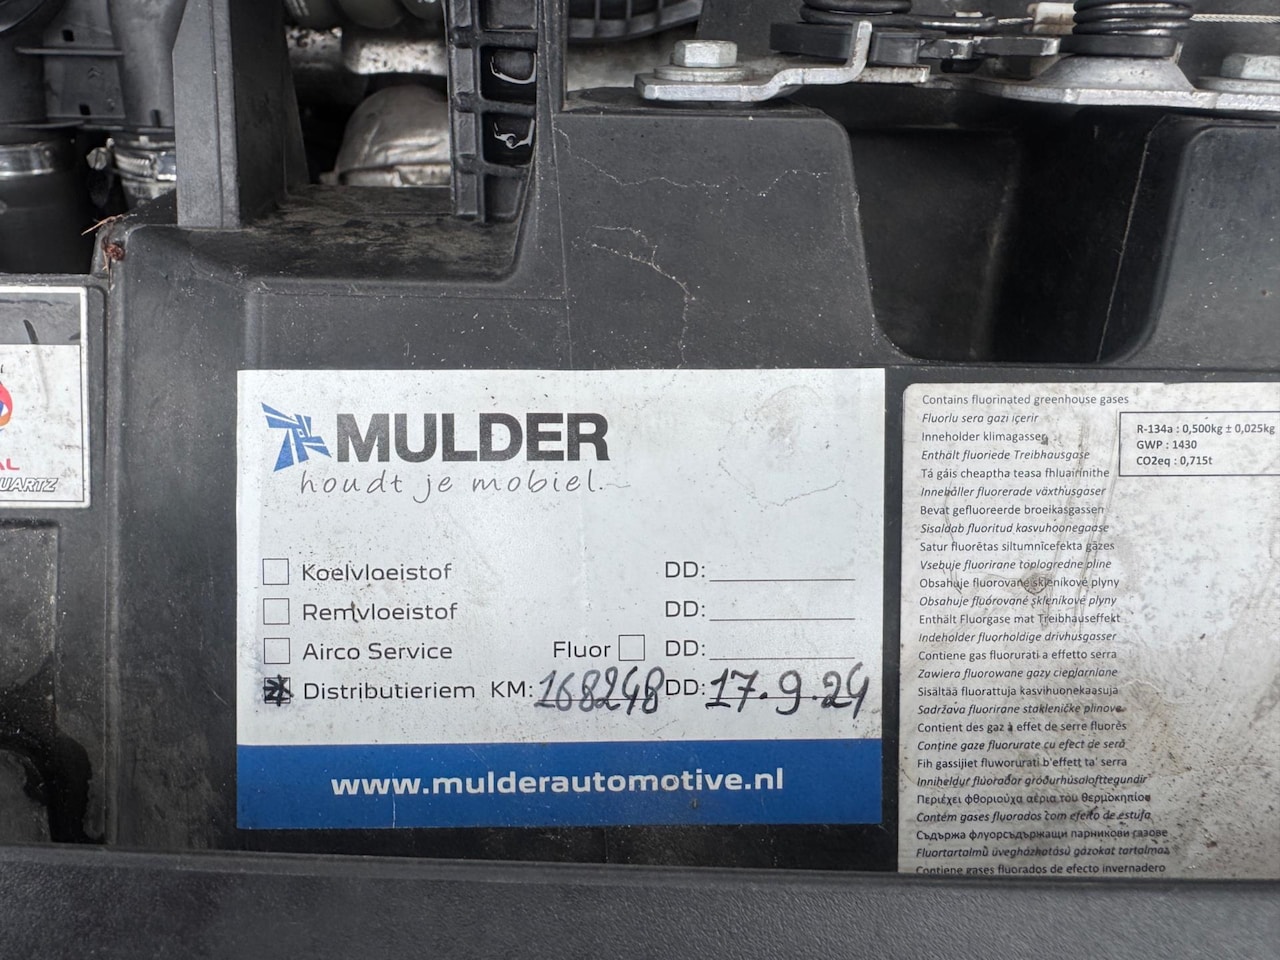 AL
QUARTZ
MULDER
houdt je mobiel.
Koelvloeistof DD:
Remvloeistof DD:
Airco Service Fluor DD:
Distributieriem KM: 168248 DD: 17.9.24
www.mulderautomotive.nl
Contains fluorinated greenhouse gases
Fluorlu sera gazi içerir
Inneholder klimagasser
Enthält fluoriede Treibhausgase
Tá gáis cheaptha teasa fhluairínithe
Innehåller fluorerade växthusgaser
Bevat gefluoreerde broeikasgassen
Sisaldab fluoritud kasvuhoonegaase
Satur fluorētas siltumnīcefekta gāzes
Vsebuje fluorirane toplogredne pline
Obsahuje fluorované skleníkové plyny
Obsahuje fluórované skleníkové plyny
Enthält Fluorgase mat Treibhauseffekt
Indeholder fluorholdige drivhusgasser
Contiene gas fluorurati a effetto serra
Zawiera fluorowane gazy cieplarniane
Sisältää fluorattuja kasvihuonekaasuja
Sadržava fluorirane stakleničke plinove
Contient des gaz à effet de serre fluorés
Conține gaze fluorurate cu efect de seră
Fih gassijiet fluworurati b'effett ta' serra
Inniheldur flúoraðar gróðurhúsalofttegundir
Περιέχει φθοριούχα αέρια του θερμοκηπίου
Contém gases fluorados com efeito de estufa
Съдържа флуорсъдържащи парникови газове
Fluortartalmú üvegházhatású gázokat tartalmaz
Contiene gases fluorados de efecto invernadero
R-134a : 0,500kg ± 0,025kg
GWP : 1430
CO2eq : 0,715t